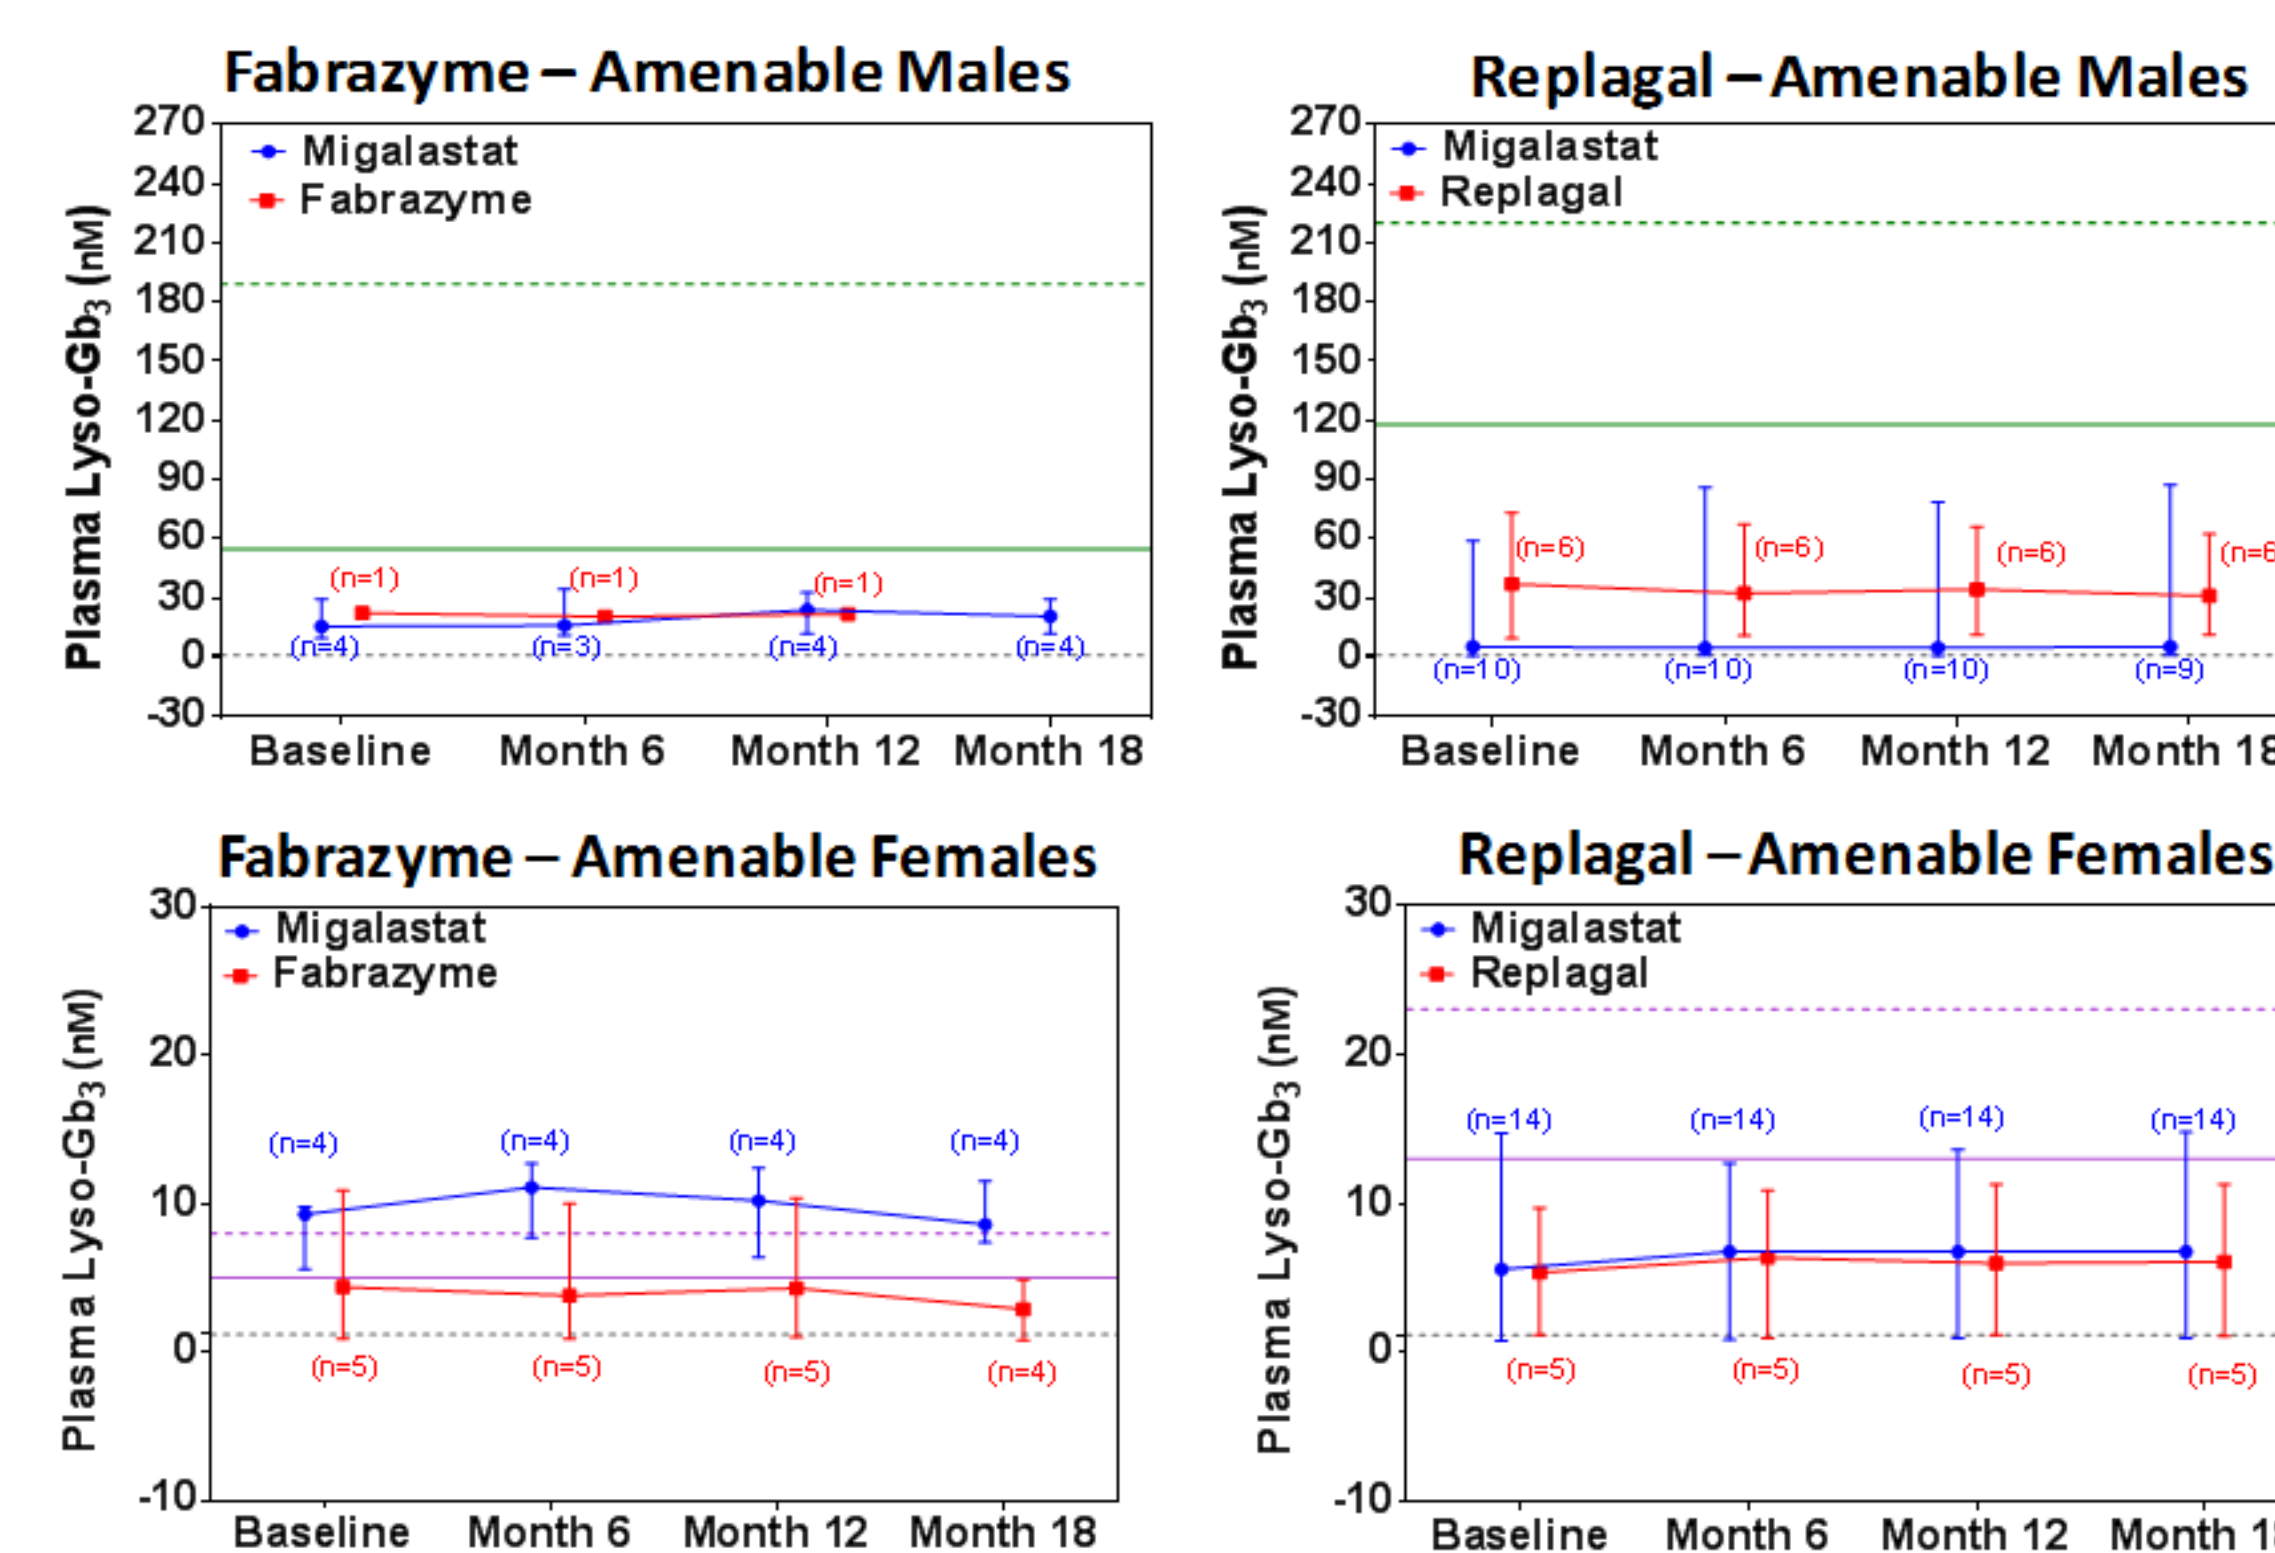 Fabrazyme – Amenable Males
270
240
210
180
150
120
90
60
30
0
-30
Plasma Lyso-Gb3 (nM)
Migalastat
Fabrazyme
(n=1)
(n=1)
(n=1)
(n=4)
(n=3)
(n=4)
(n=4)
Baseline Month 6 Month 12 Month 18
Replagal – Amenable Males
270
240
210
180
150
120
90
60
30
0
-30
Plasma Lyso-Gb3 (nM)
Migalastat
Replagal
(n=6)
(n=6)
(n=6)
(n=6
(n=10)
(n=10)
(n=10)
(n=9)
Baseline Month 6 Month 12 Month 18
Fabrazyme – Amenable Females
30
20
10
0
-10
Plasma Lyso-Gb3 (nM)
Migalastat
Fabrazyme
(n=4)
(n=4)
(n=4)
(n=4)
(n=5)
(n=5)
(n=5)
(n=4)
Baseline Month 6 Month 12 Month 18
Replagal – Amenable Females
30
20
10
0
-10
Plasma Lyso-Gb3 (nM)
Migalastat
Replagal
(n=14)
(n=14)
(n=14)
(n=14)
(n=5)
(n=5)
(n=5)
(n=5)
Baseline Month 6 Month 12 Month 18